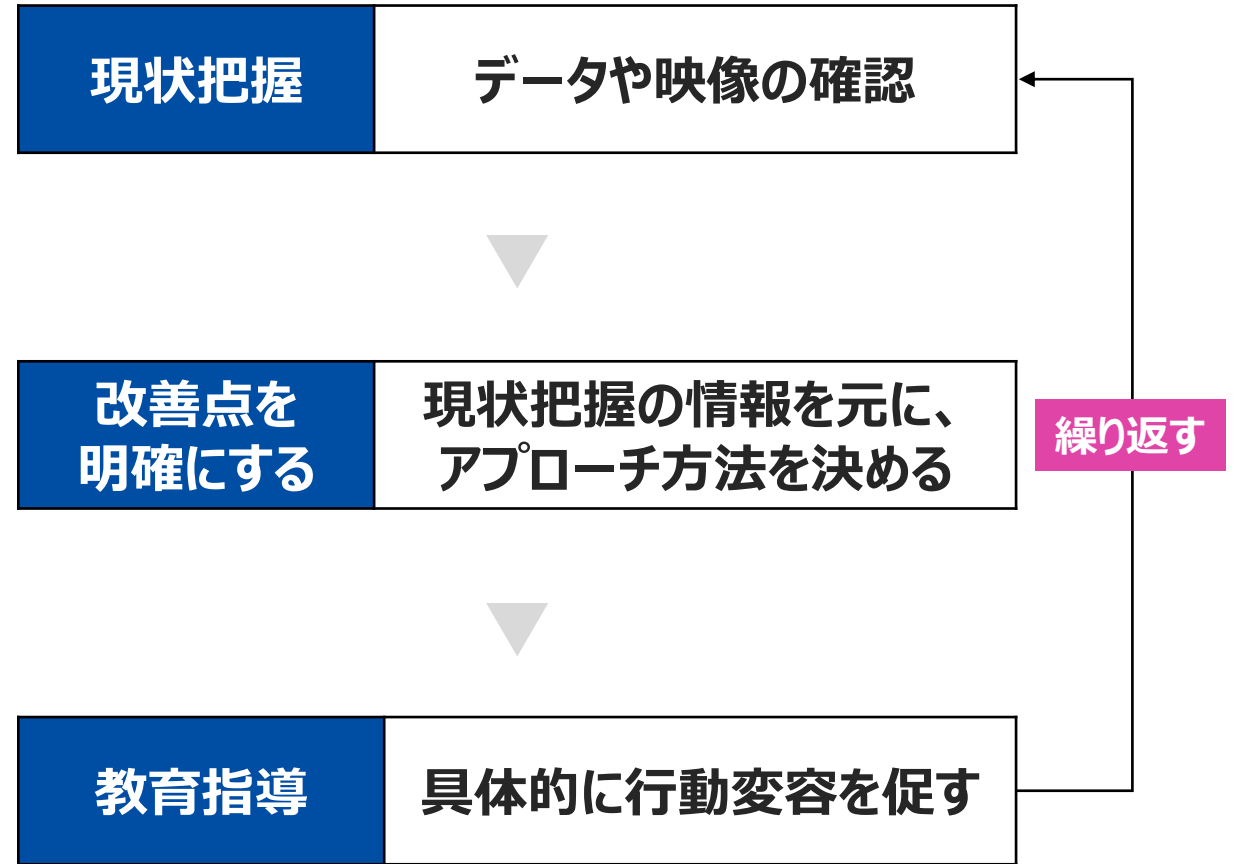 現状把握
データや映像の確認
改善点を
明確にする
現状把握の情報を元に、
アプローチ方法を決める
繰り返す
教育指導
具体的に行動変容を促す